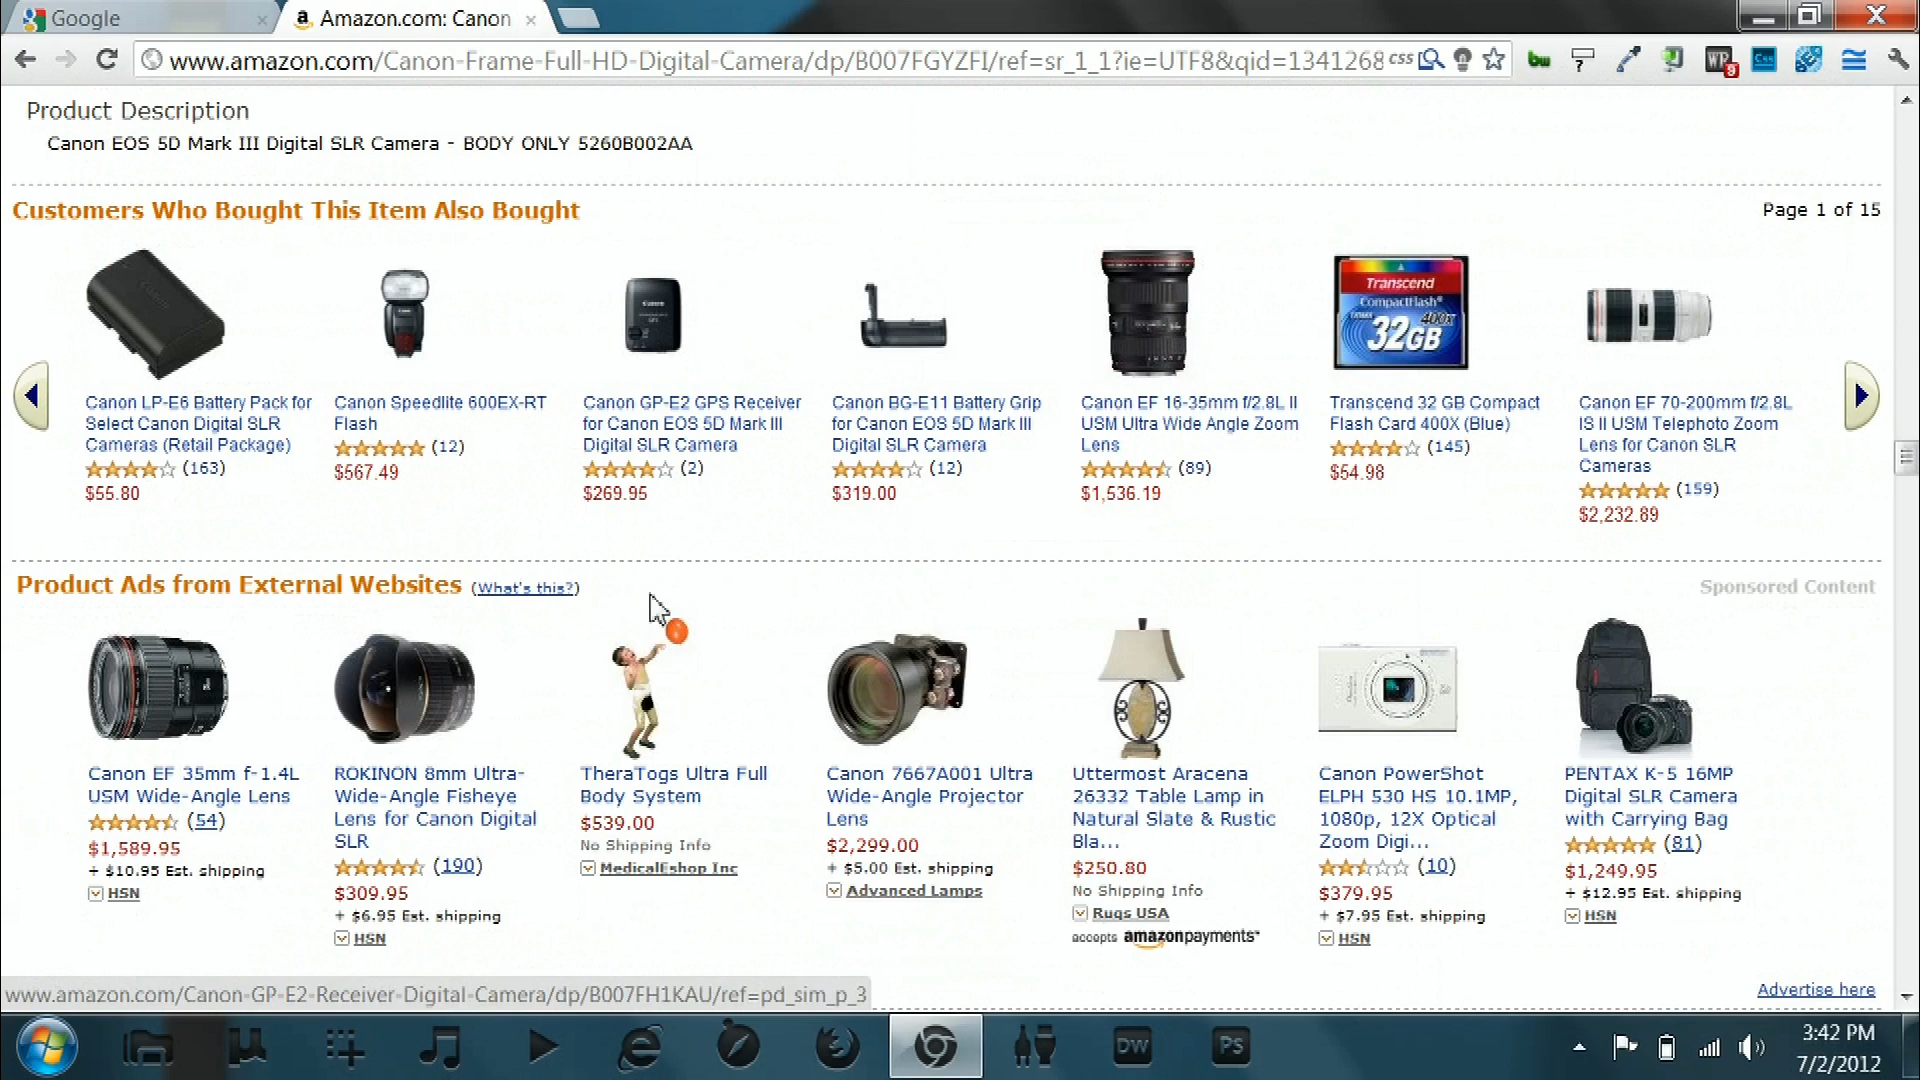 Google
Amazon.com: Canon
www.amazon.com/Canon-Frame-Full-HD-Digital-Camera/dp/B007FGYZFI/ref=sr_1_1?ie=UTF8&qid=1341268
css
bw
WP
9
Css
Product Description
Canon EOS 5D Mark III Digital SLR Camera - BODY ONLY 5260B002AA
Customers Who Bought This Item Also Bought
Page 1 of 15
Transcend
CompactFlash
400x
32GB
Canon LP-E6 Battery Pack for
Select Canon Digital SLR
Cameras (Retail Package)
(163)
$55.80
Canon Speedlite 600EX-RT
Flash
(12)
$567.49
Canon GP-E2 GPS Receiver
for Canon EOS 5D Mark III
Digital SLR Camera
(2)
$269.95
Canon BG-E11 Battery Grip
for Canon EOS 5D Mark III
Digital SLR Camera
(12)
$319.00
Canon EF 16-35mm f/2.8L II
USM Ultra Wide Angle Zoom
Lens
(89)
$1,536.19
Transcend 32 GB Compact
Flash Card 400X (Blue)
(145)
$54.98
Canon EF 70-200mm f/2.8L
IS II USM Telephoto Zoom
Lens for Canon SLR
Cameras
(159)
$2,232.89
Product Ads from External Websites (What's this?)
Sponsored Content
Canon EF 35mm f-1.4L
USM Wide-Angle Lens
(54)
$1,589.95
+ $10.95 Est. shipping
HSN
ROKINON 8mm Ultra-
Wide-Angle Fisheye
Lens for Canon Digital
SLR
(190)
$309.95
+ $6.95 Est. shipping
HSN
TheraTogs Ultra Full
Body System
$539.00
No Shipping Info
MedicalEshop Inc
Canon 7667A001 Ultra
Wide-Angle Projector
Lens
$2,299.00
+ $5.00 Est. shipping
Advanced Lamps
Uttermost Aracena
26332 Table Lamp in
Natural Slate & Rustic
Bla...
$250.80
No Shipping Info
Rugs USA
accepts amazonpayments
Canon PowerShot
ELPH 530 HS 10.1MP,
1080p, 12X Optical
Zoom Digi...
(10)
$379.95
+ $7.95 Est. shipping
HSN
PENTAX K-5 16MP
Digital SLR Camera
with Carrying Bag
(81)
$1,249.95
+ $12.95 Est. shipping
HSN
www.amazon.com/Canon-GP-E2-Receiver-Digital-Camera/dp/B007FH1KAU/ref=pd_sim_p_3
Advertise here
DW
PS
3:42 PM
7/2/2012